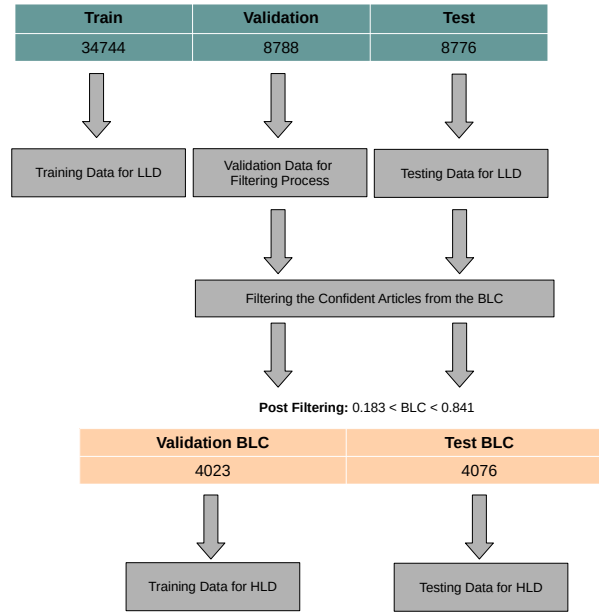 Train Validation Test
34744 8788 8776
Training Data for LLD
Validation Data for
Filtering Process
Testing Data for LLD
Filtering the Confident Articles from the BLC
Post Filtering: 0.183 < BLC < 0.841
Validation BLC Test BLC
4023 4076
Training Data for HLD
Testing Data for HLD